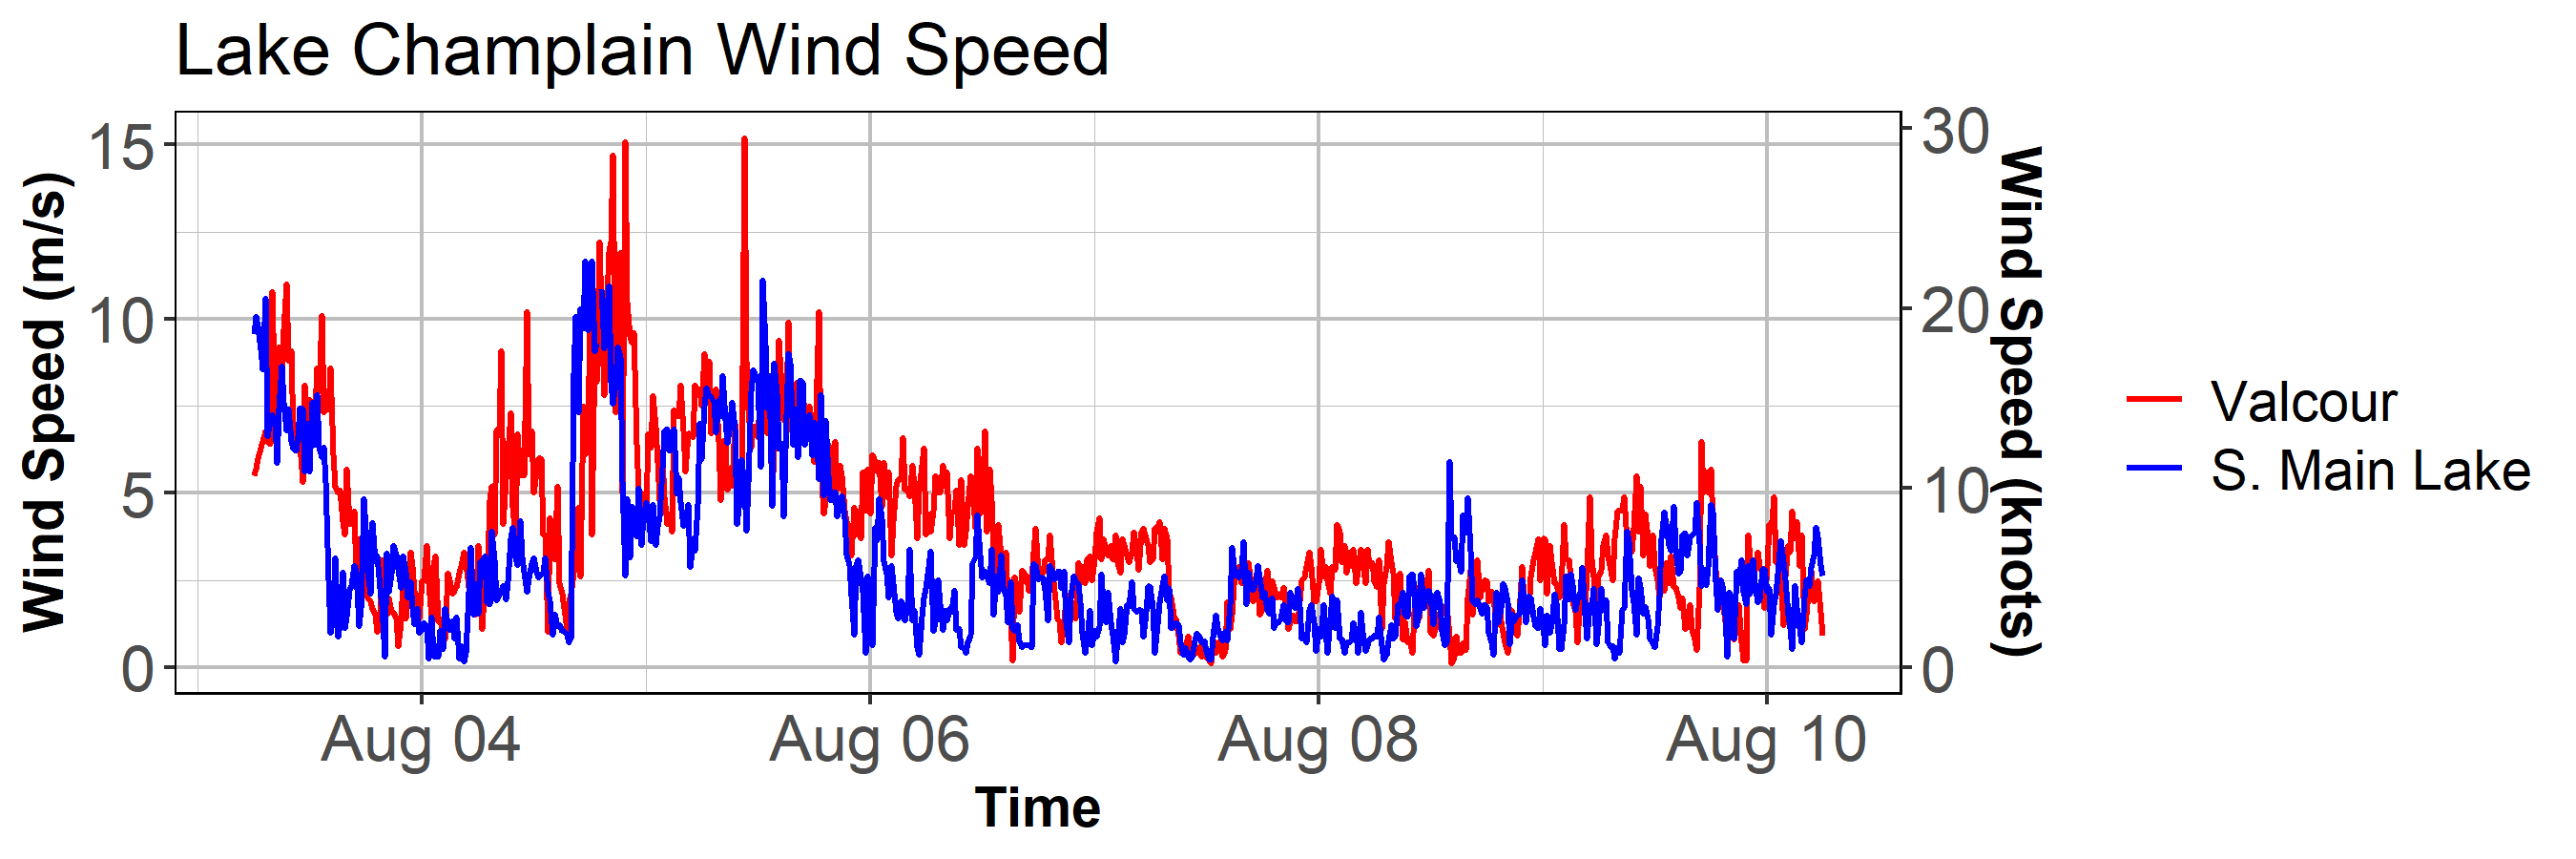 Lake Champlain Wind Speed
Wind Speed (m/s)
15
10
5
0
30
20
10
0
Wind Speed (knots)
Aug 04
Aug 06
Aug 08
Aug 10
Time
Valcour
S. Main Lake